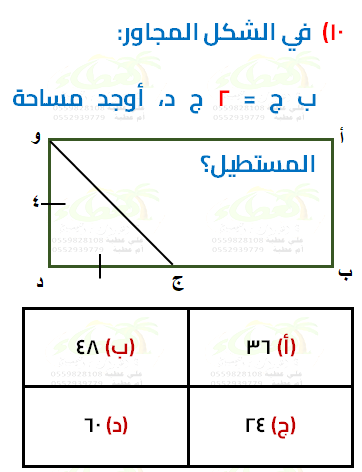 ١٠) في الشكل المجاور:
ب ج = ٢ ج د، أوجد مساحة
المستطيل؟
و
أ
٤
د
ج
ب
(أ) ٣٦
(ب) ٤٨
(ج) ٢٤
(د) ٦٠